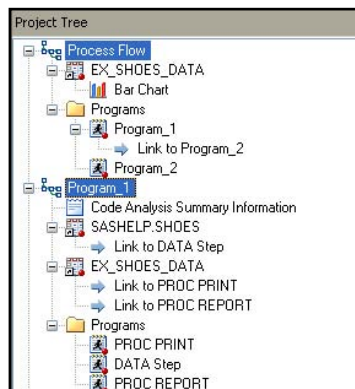 Project Tree
Process Flow
EX_SHOES_DATA
Bar Chart
Programs
Program_1
Link to Program_2
Program_2
Program_1
Code Analysis Summary Information
SASHELP.SHOES
Link to DATA Step
EX_SHOES_DATA
Link to PROC PRINT
Link to PROC REPORT
Programs
PROC PRINT
DATA Step
PROC REPORT